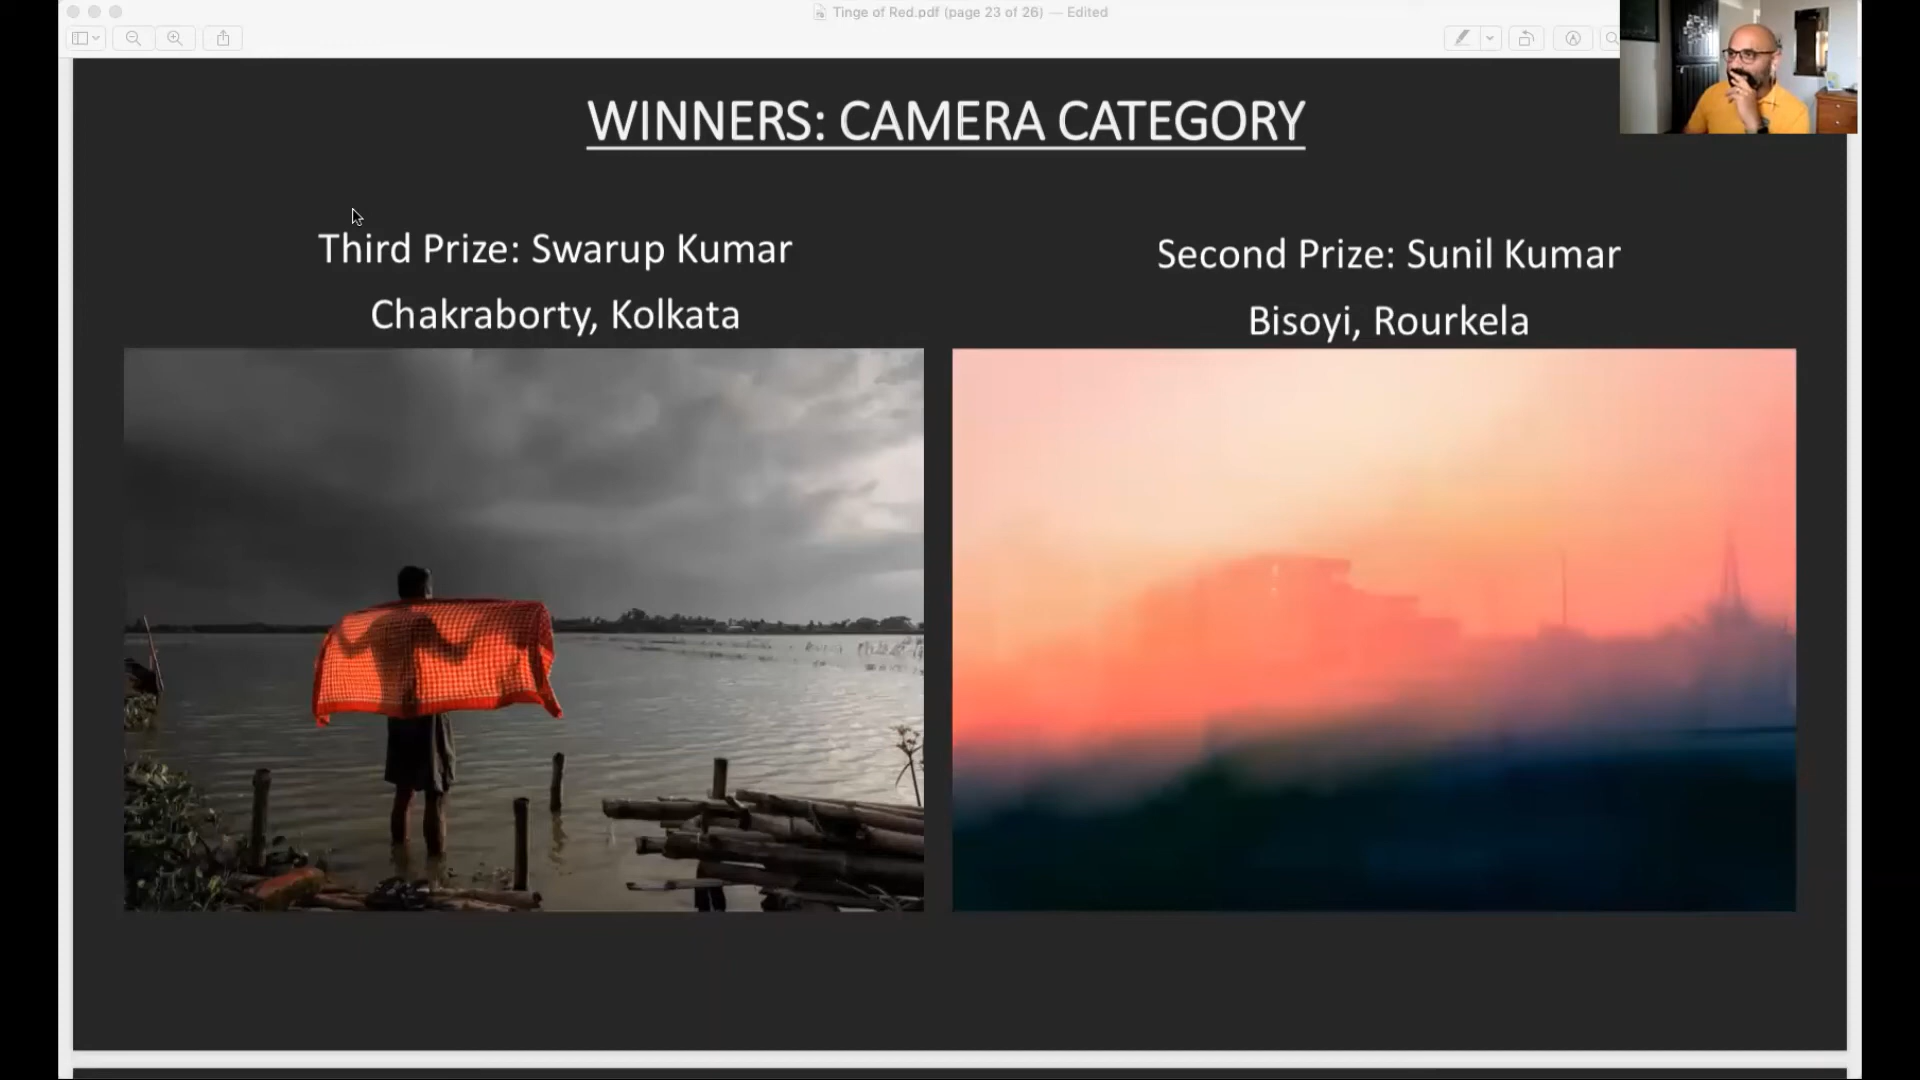 Tinge of Red.pdf (page 23 of 26) — Edited
WINNERS: CAMERA CATEGORY
Third Prize: Swarup Kumar
Chakraborty, Kolkata
Second Prize: Sunil Kumar
Bisoyi, Rourkela